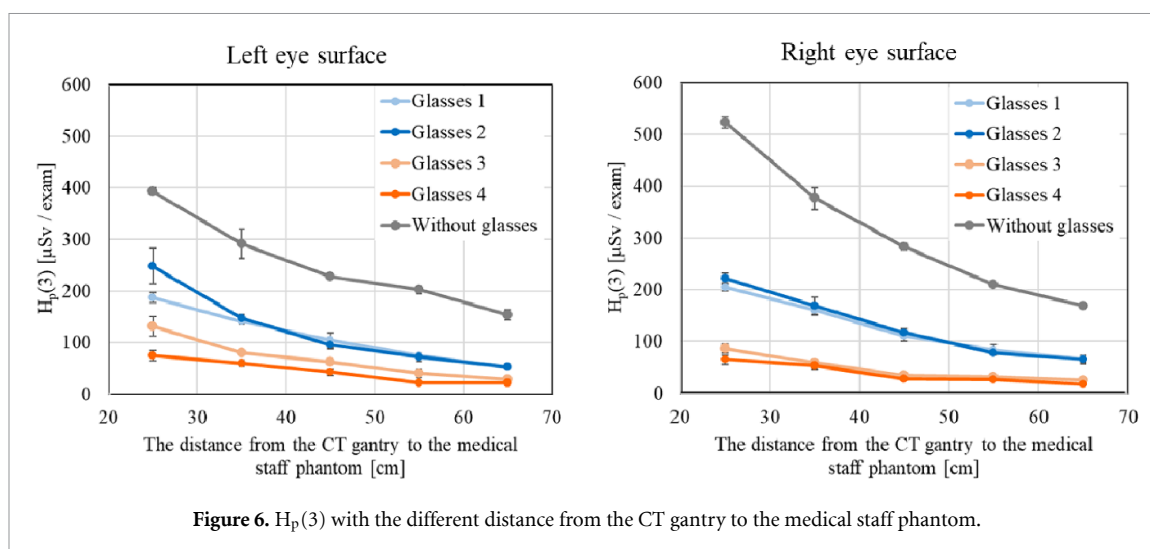 Left eye surface
600
500
400
300
200
100
0
Hp(3) [μSv / exam]
Glasses 1
Glasses 2
Glasses 3
Glasses 4
Without glasses
20 30 40 50 60 70
The distance from the CT gantry to the medical
staff phantom [cm]
Right eye surface
600
500
400
300
200
100
0
Hp(3) [μSv / exam]
Glasses 1
Glasses 2
Glasses 3
Glasses 4
Without glasses
20 30 40 50 60 70
The distance from the CT gantry to the medical
staff phantom [cm]
Figure 6. Hp(3) with the different distance from the CT gantry to the medical staff phantom.